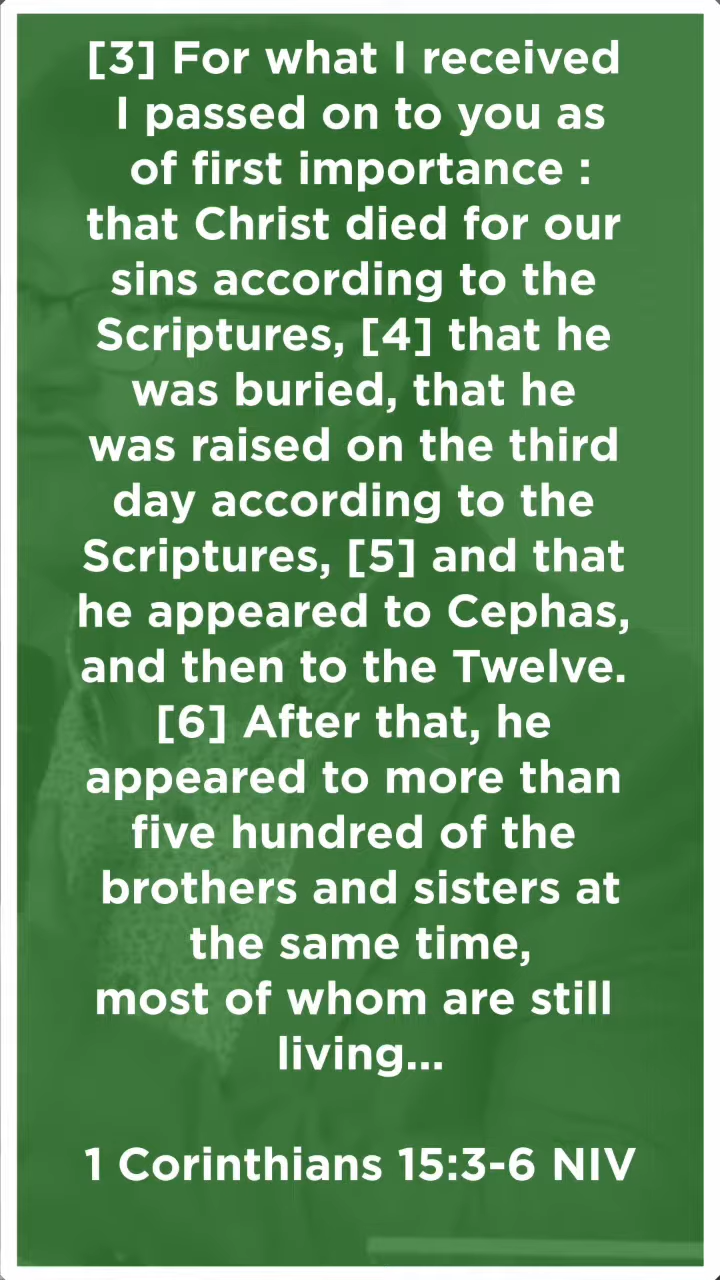 [3] For what I received
I passed on to you as
of first importance :
that Christ died for our
sins according to the
Scriptures, [4] that he
was buried, that he
was raised on the third
day according to the
Scriptures, [5] and that
he appeared to Cephas,
and then to the Twelve.
[6] After that, he
appeared to more than
five hundred of the
brothers and sisters at
the same time,
most of whom are still
living...
1 Corinthians 15:3-6 NIV